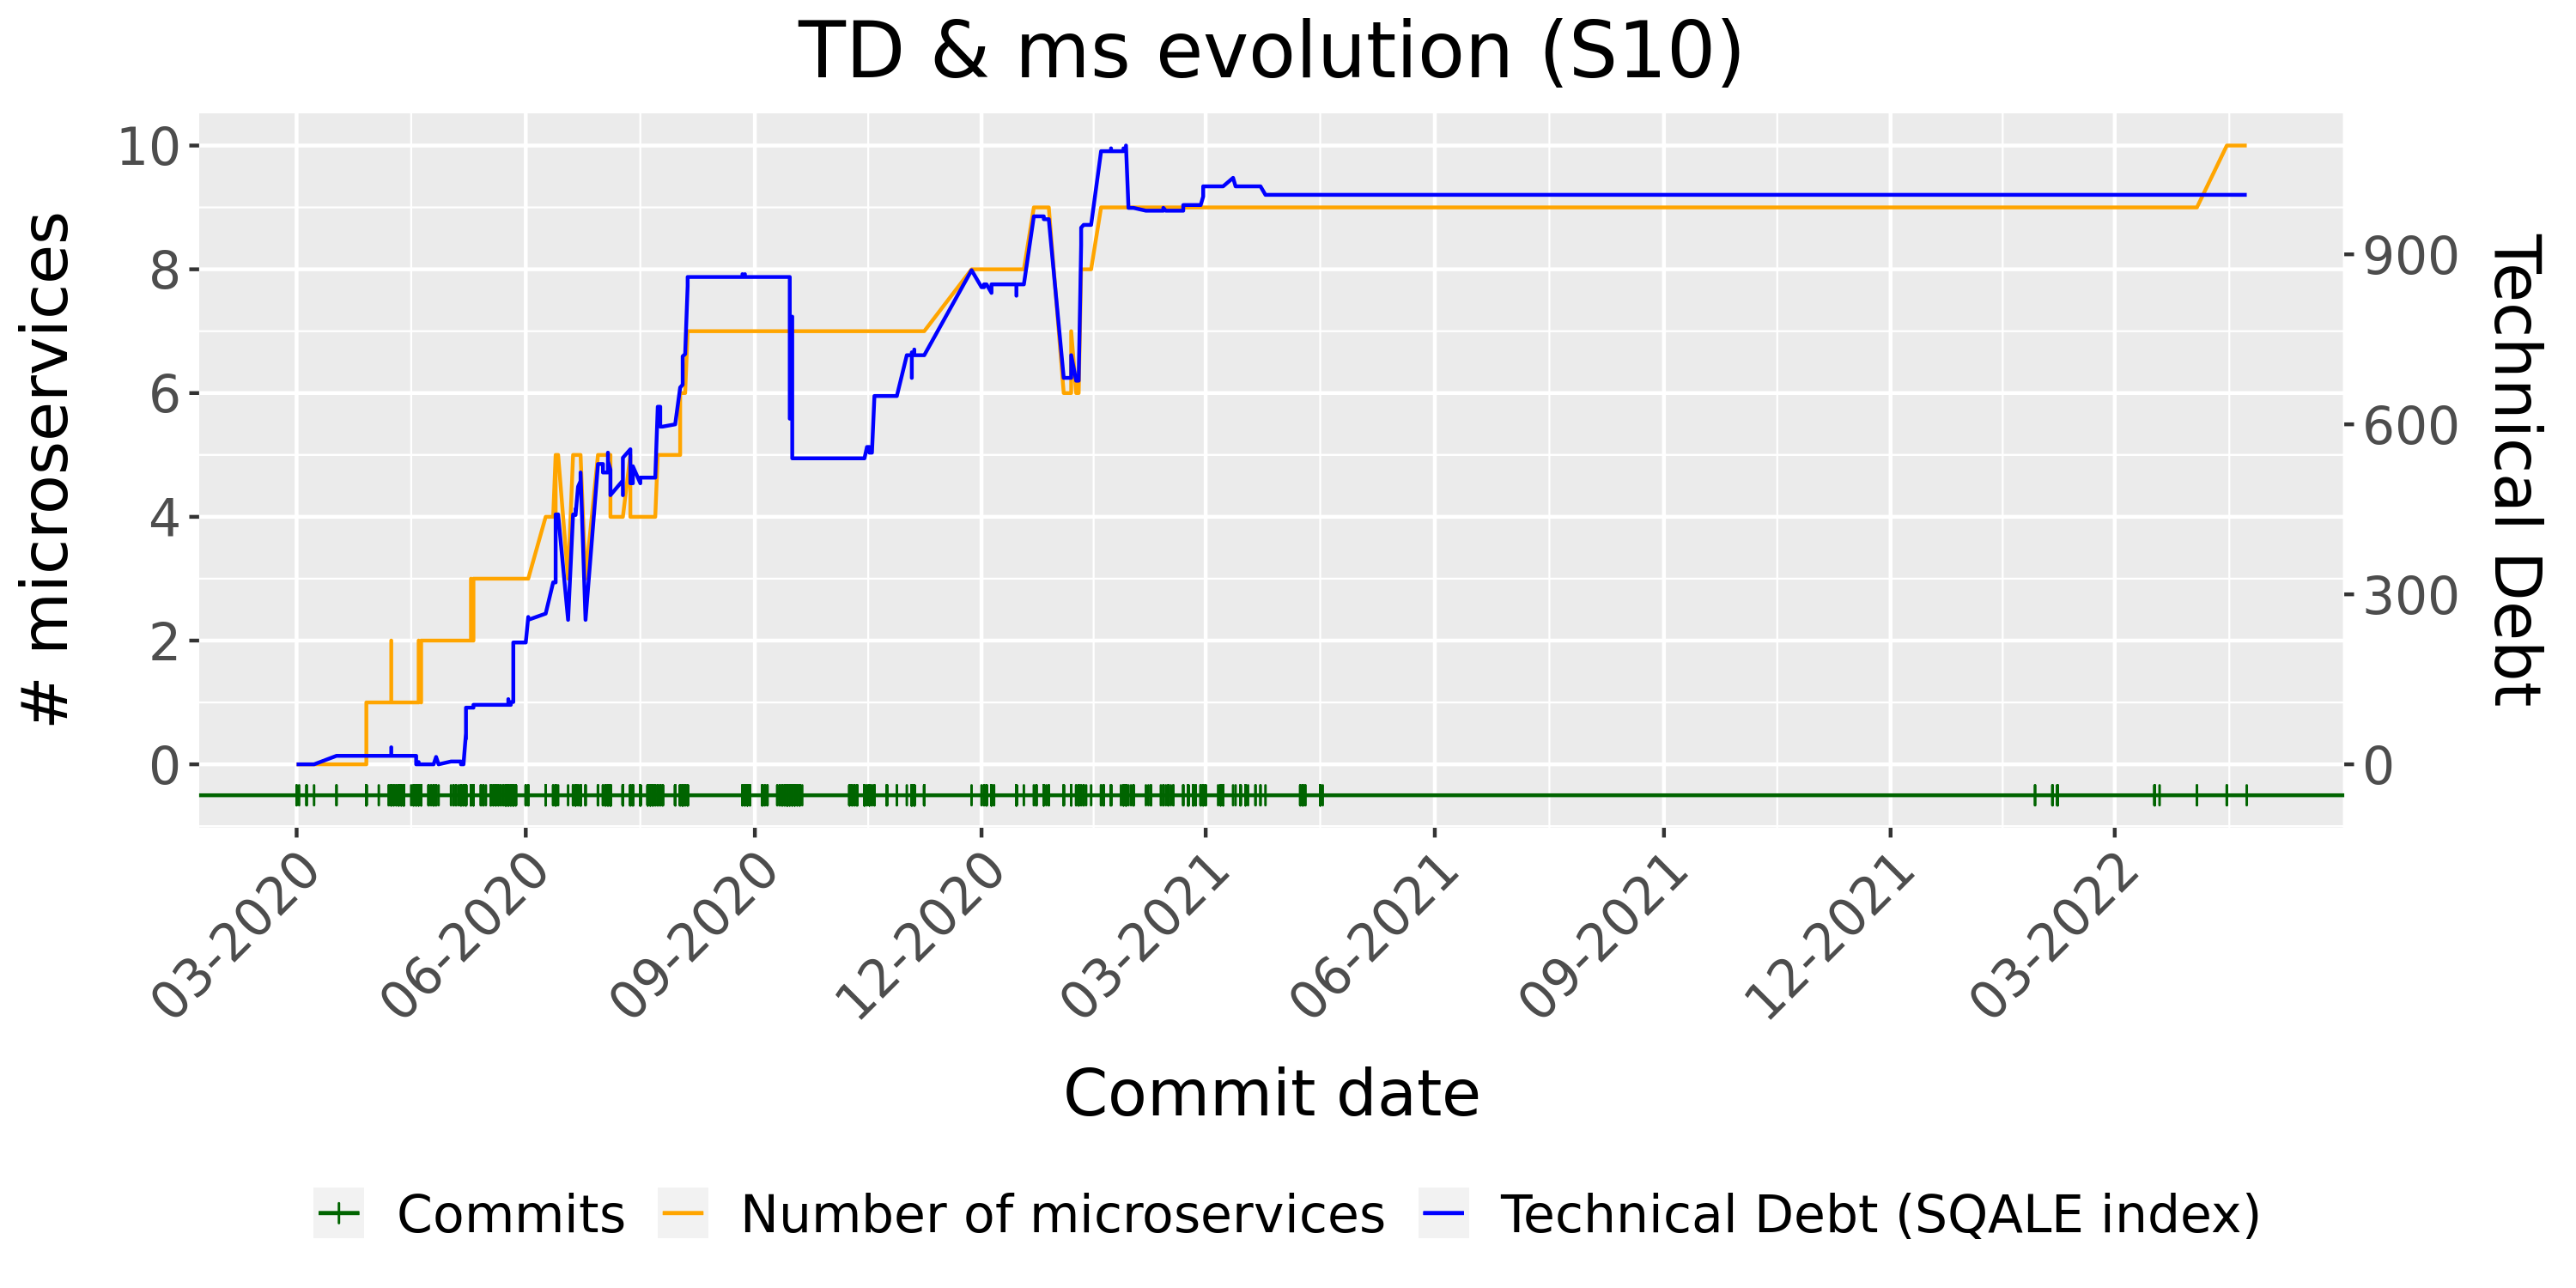 TD & ms evolution (S10)
# microservices
10
8
6
4
2
0
900
600
300
0
Technical Debt
03-2020
06-2020
09-2020
12-2020
03-2021
06-2021
09-2021
12-2021
03-2022
Commit date
Commits
Number of microservices
Technical Debt (SQALE index)